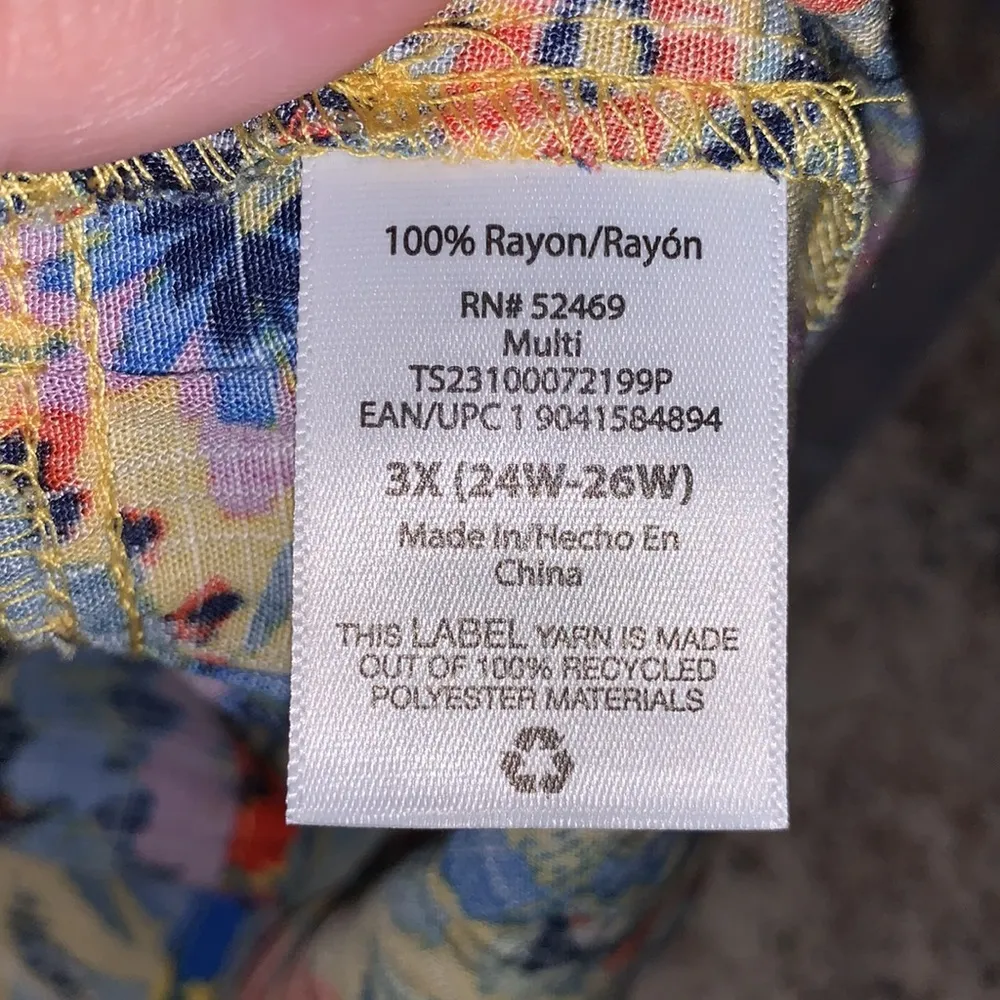 100% Rayon/Rayón
RN# 52469
Multi
TS23100072199P
EAN/UPC 1 9041584894
3X (24W-26W)
Made In/Hecho En
China
THIS LABEL YARN IS MADE
OUT OF 100% RECYCLED
POLYESTER MATERIALS